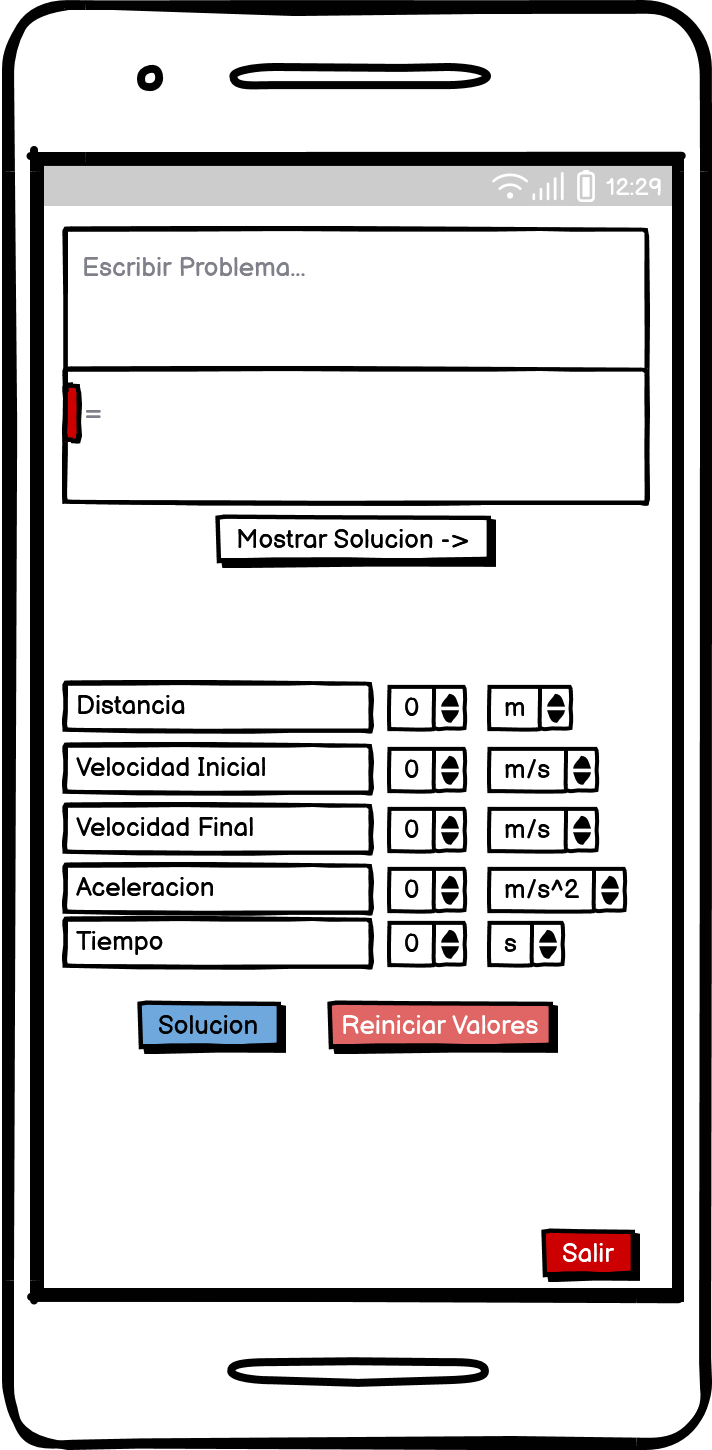 12:29
Escribir Problema...
=
Mostrar Solucion ->
Distancia 0 m
Velocidad Inicial 0 m/s
Velocidad Final 0 m/s
Aceleracion 0 m/s^2
Tiempo 0 s
Solucion Reiniciar Valores
Salir